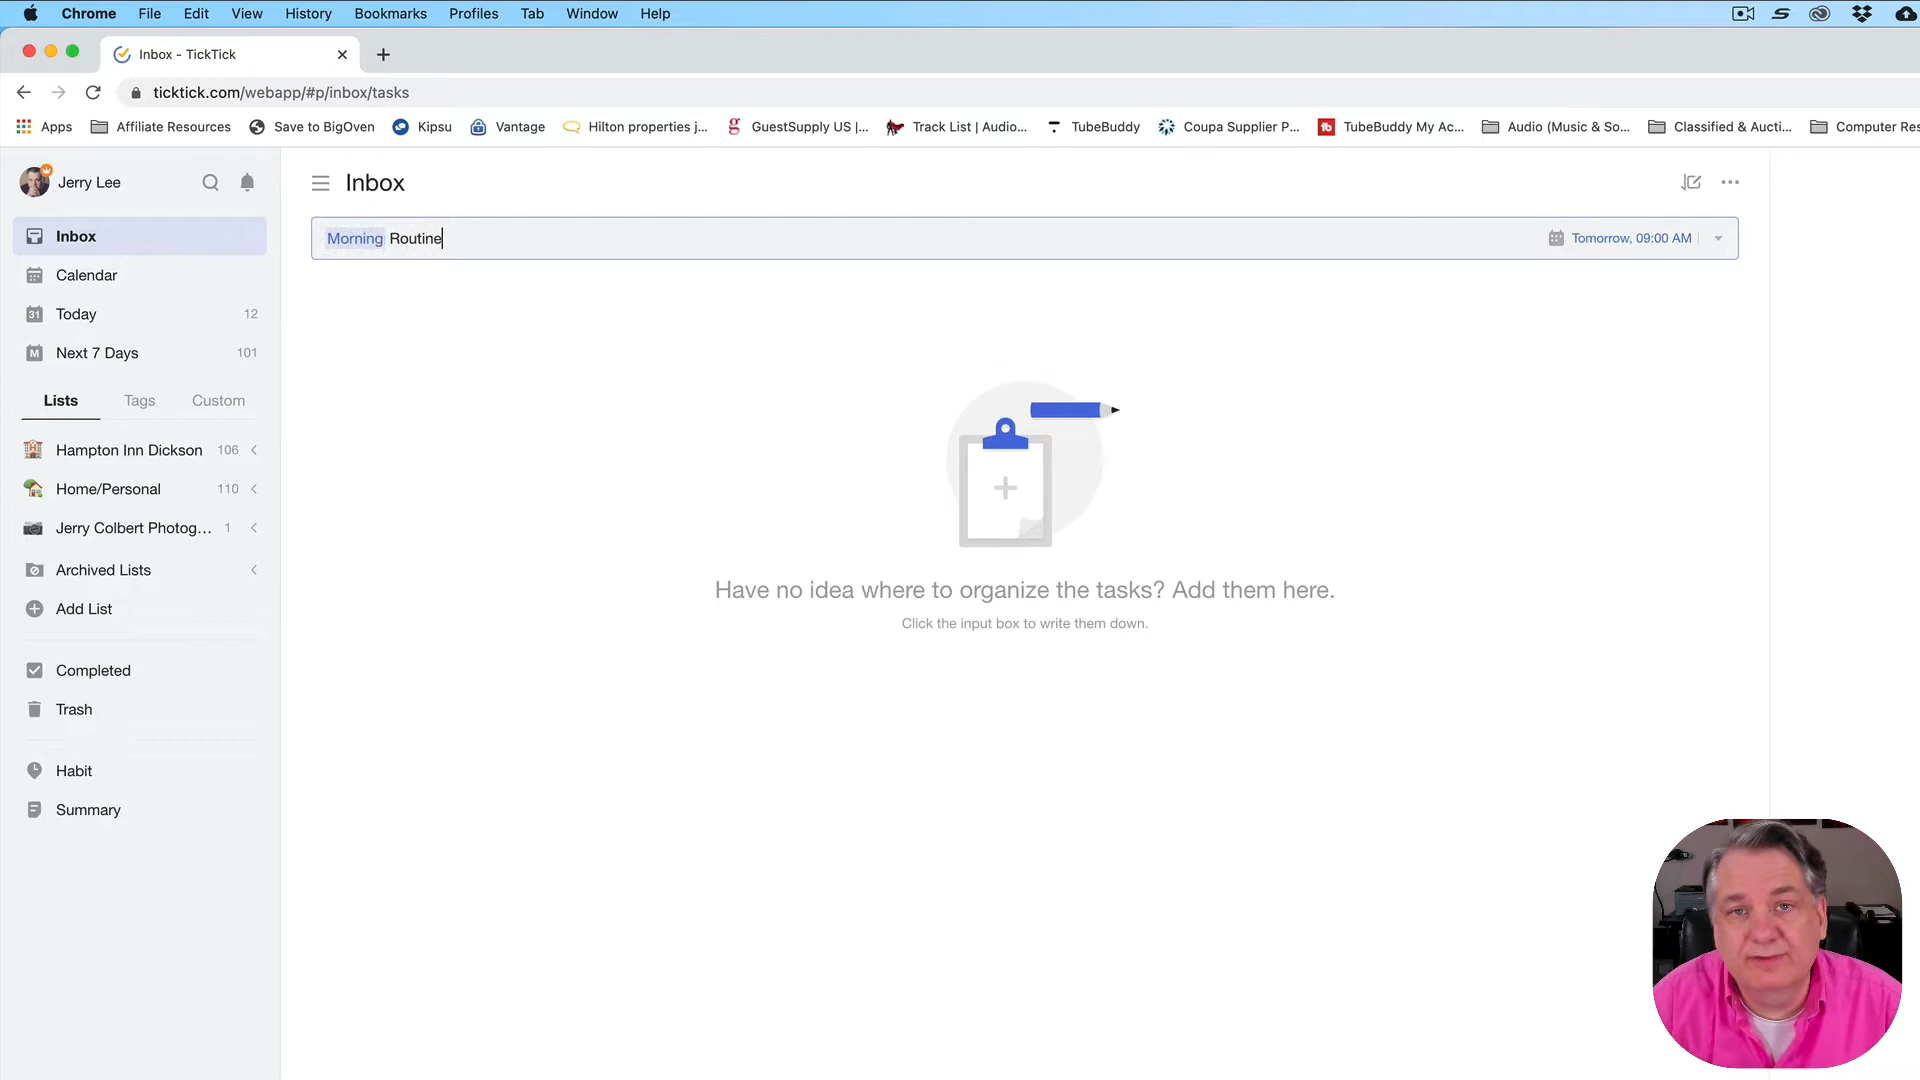 Chrome File Edit View History Bookmarks Profiles Tab Window Help
Inbox - TickTick
ticktick.com/webapp/#p/inbox/tasks
Apps Affiliate Resources Save to BigOven Kipsu Vantage Hilton properties j... GuestSupply US |... Track List | Audio... TubeBuddy Coupa Supplier P... TubeBuddy My Ac... Audio (Music & So... Classified & Aucti... Computer Res
Jerry Lee
Inbox
Calendar
31 Today 12
M Next 7 Days 101
Lists Tags Custom
Hampton Inn Dickson 106
Home/Personal 110
Jerry Colbert Photog... 1
Archived Lists
Add List
Completed
Trash
Habit
Summary
Inbox
Morning Routine Tomorrow, 09:00 AM
Have no idea where to organize the tasks? Add them here.
Click the input box to write them down.